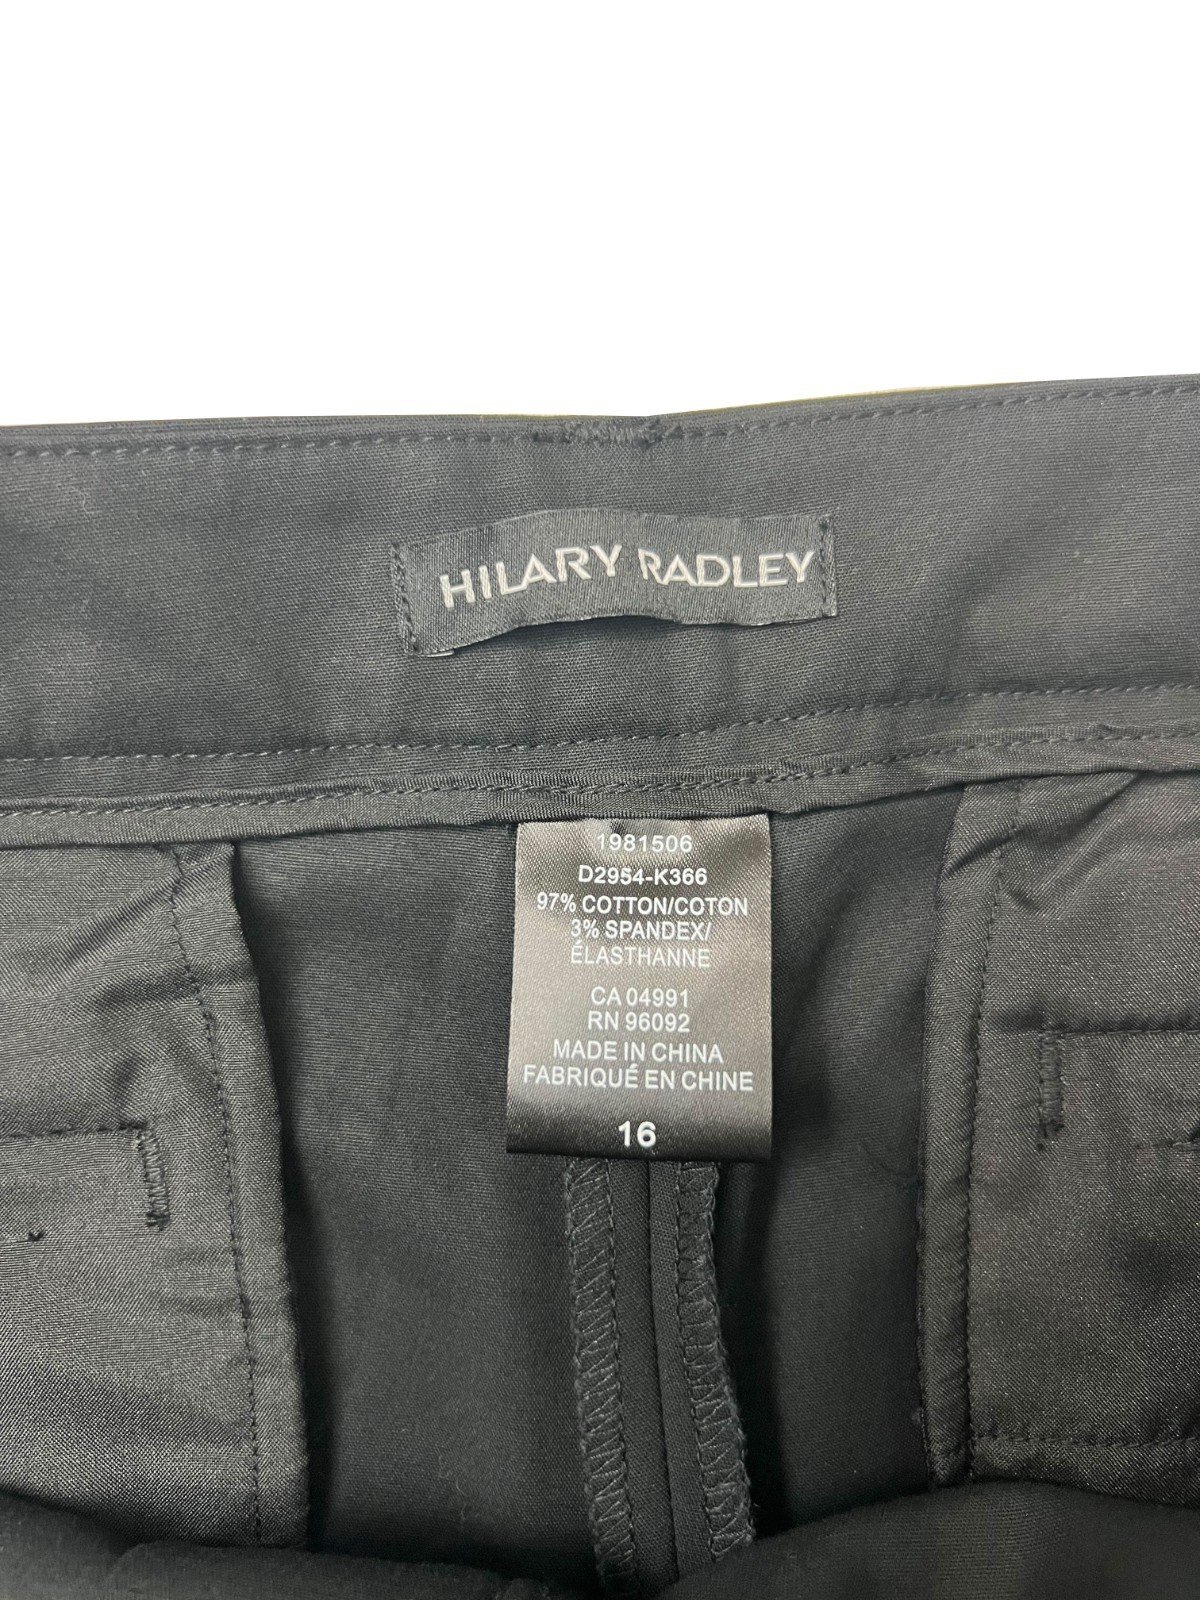 HILARY RADLEY
1981506
D2954-K366
97% COTTON/COTON
3% SPANDEX/
ÉLASTHANNE
CA 04991
RN 96092
MADE IN CHINA
FABRIQUÉ EN CHINE
16